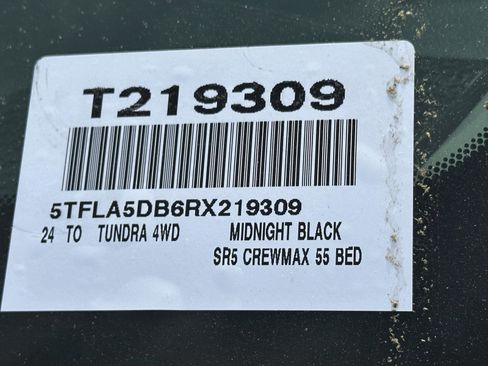 T219309
5TFLA5DB6RX219309
24 TO TUNDRA 4WD MIDNIGHT BLACK
SR5 CREWMAX 55 BED